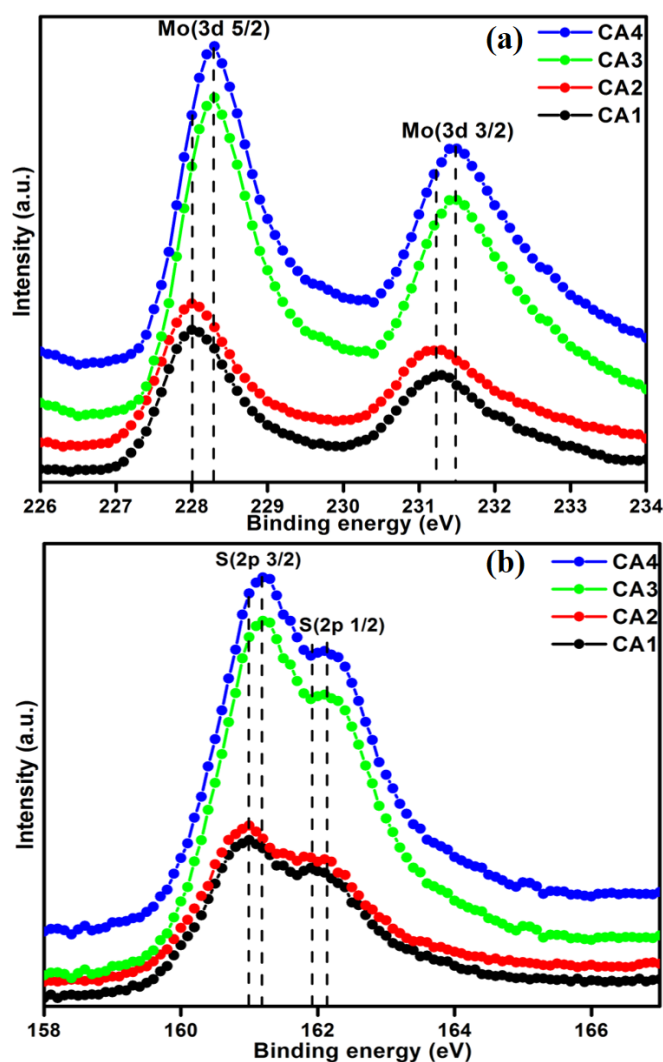 Mo(3d 5/2)
(a)
CA4
CA3
CA2
CA1
Mo(3d 3/2)
Intensity (a.u.)
226 227 228 229 230 231 232 233 234
Binding energy (eV)
S(2p 3/2)
(b)
CA4
CA3
CA2
CA1
S(2p 1/2)
Intensity (a.u.)
158 160 162 164 166
Binding energy (eV)